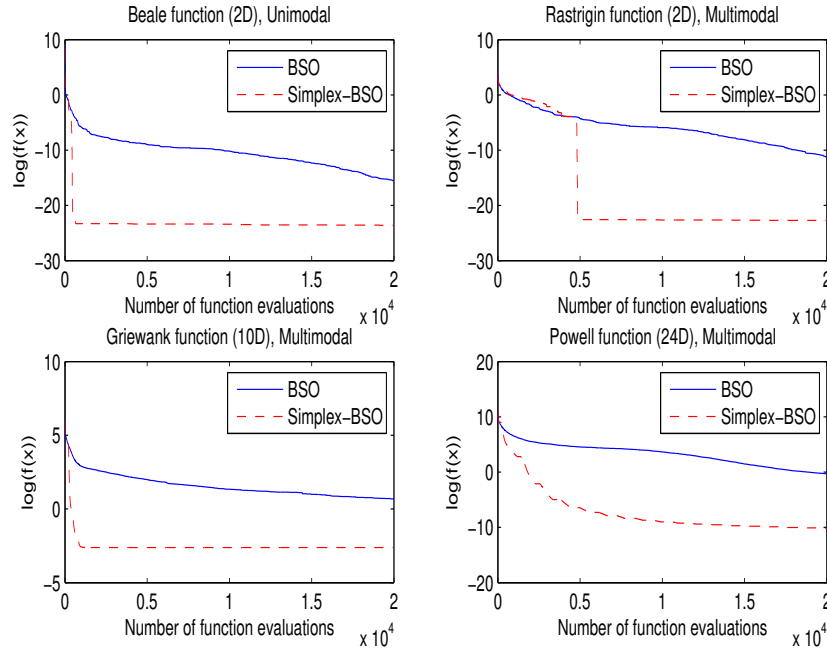 Beale function (2D), Unimodal
10
0
−10
−20
−30
log(f(x))
BSO
Simplex-BSO
0
0.5
1
1.5
2
Number of function evaluations
x 10^4
Rastrigin function (2D), Multimodal
10
0
−10
−20
−30
log(f(x))
BSO
Simplex-BSO
0
0.5
1
1.5
2
Number of function evaluations
x 10^4
Griewank function (10D), Multimodal
10
5
0
−5
log(f(x))
BSO
Simplex-BSO
0
0.5
1
1.5
2
Number of function evaluations
x 10^4
Powell function (24D), Multimodal
20
10
0
−10
−20
log(f(x))
BSO
Simplex-BSO
0
0.5
1
1.5
2
Number of function evaluations
x 10^4